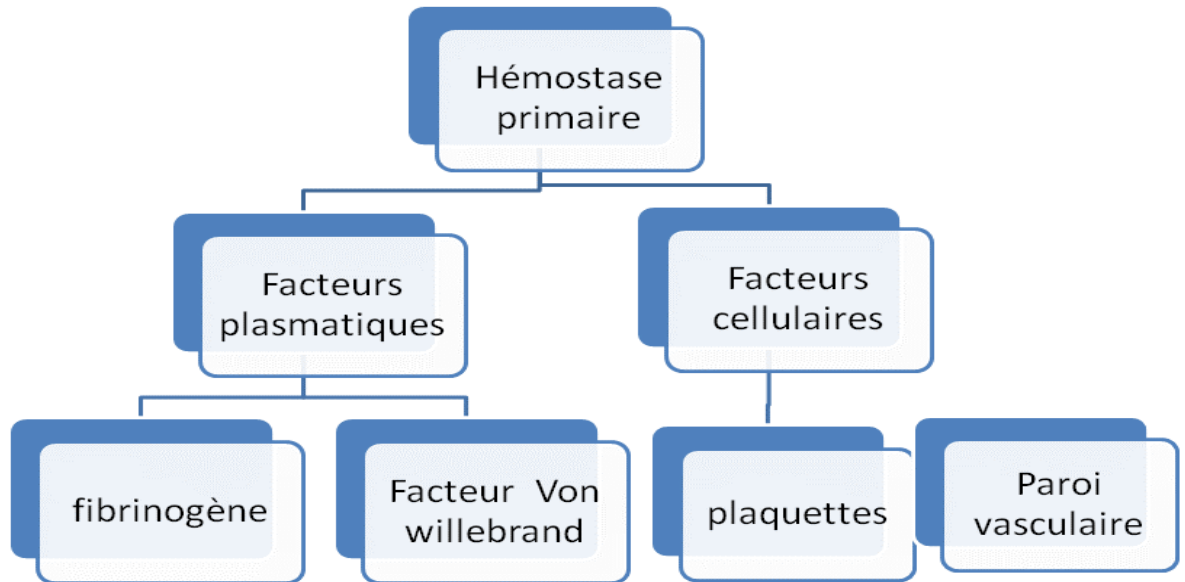 Hémostase
primaire
Facteurs
plasmatiques
Facteurs
cellulaires
fibrinogène
Facteur Von
willebrand
plaquettes
Paroi
vasculaire